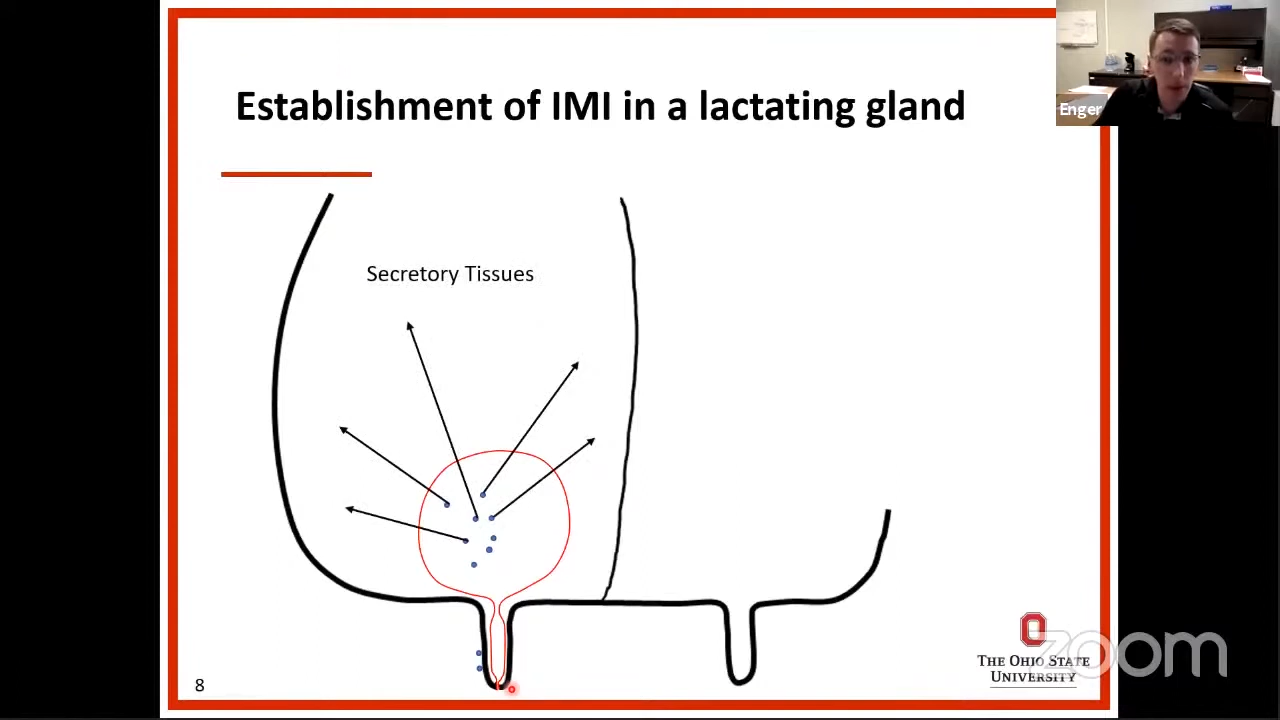 Establishment of IMI in a lactating gland
Enger
Secretory Tissues
8
THE OHIO STATE
UNIVERSITY
zoom